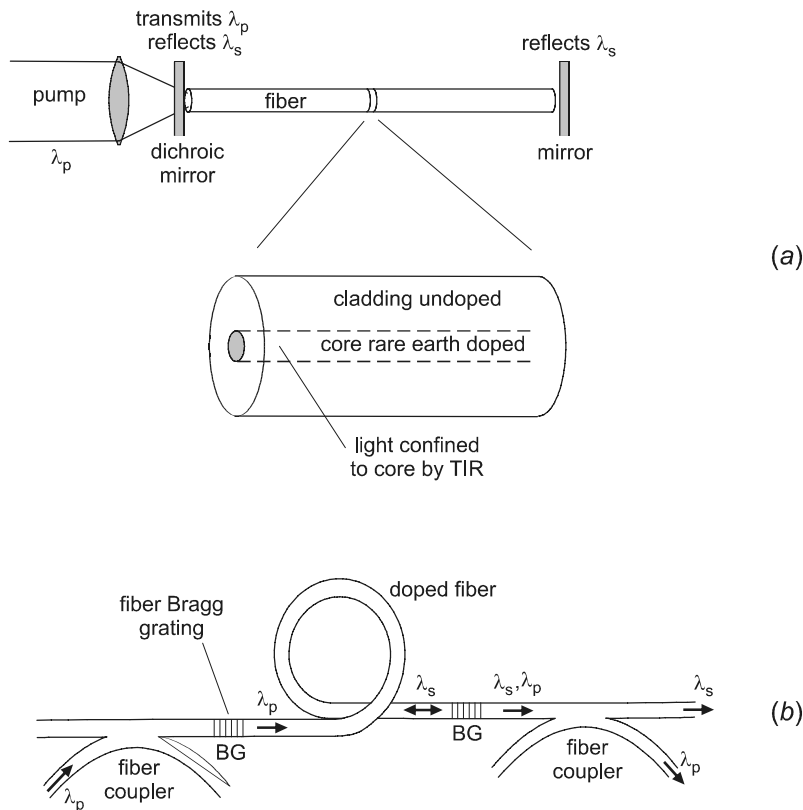 transmits λp
reflects λs
reflects λs
pump
fiber
λp
dichroic
mirror
mirror
(a)
cladding undoped
core rare earth doped
light confined
to core by TIR
doped fiber
fiber Bragg
grating
λp
λs
λs,λp
λs
(b)
BG
BG
fiber
coupler
λp
fiber
coupler
λp